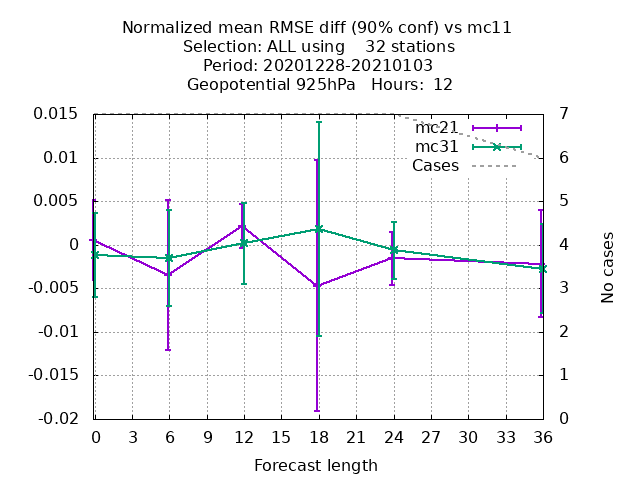 Normalized mean RMSE diff (90% conf) vs mc11
Selection: ALL using    32 stations
Period: 20201228-20210103
Geopotential 925hPa   Hours:  12
0.015
0.01
0.005
0
-0.005
-0.01
-0.015
-0.02
7
6
5
4
3
2
1
0
mc21
mc31
Cases
No cases
0 3 6 9 12 15 18 21 24 27 30 33 36
Forecast length